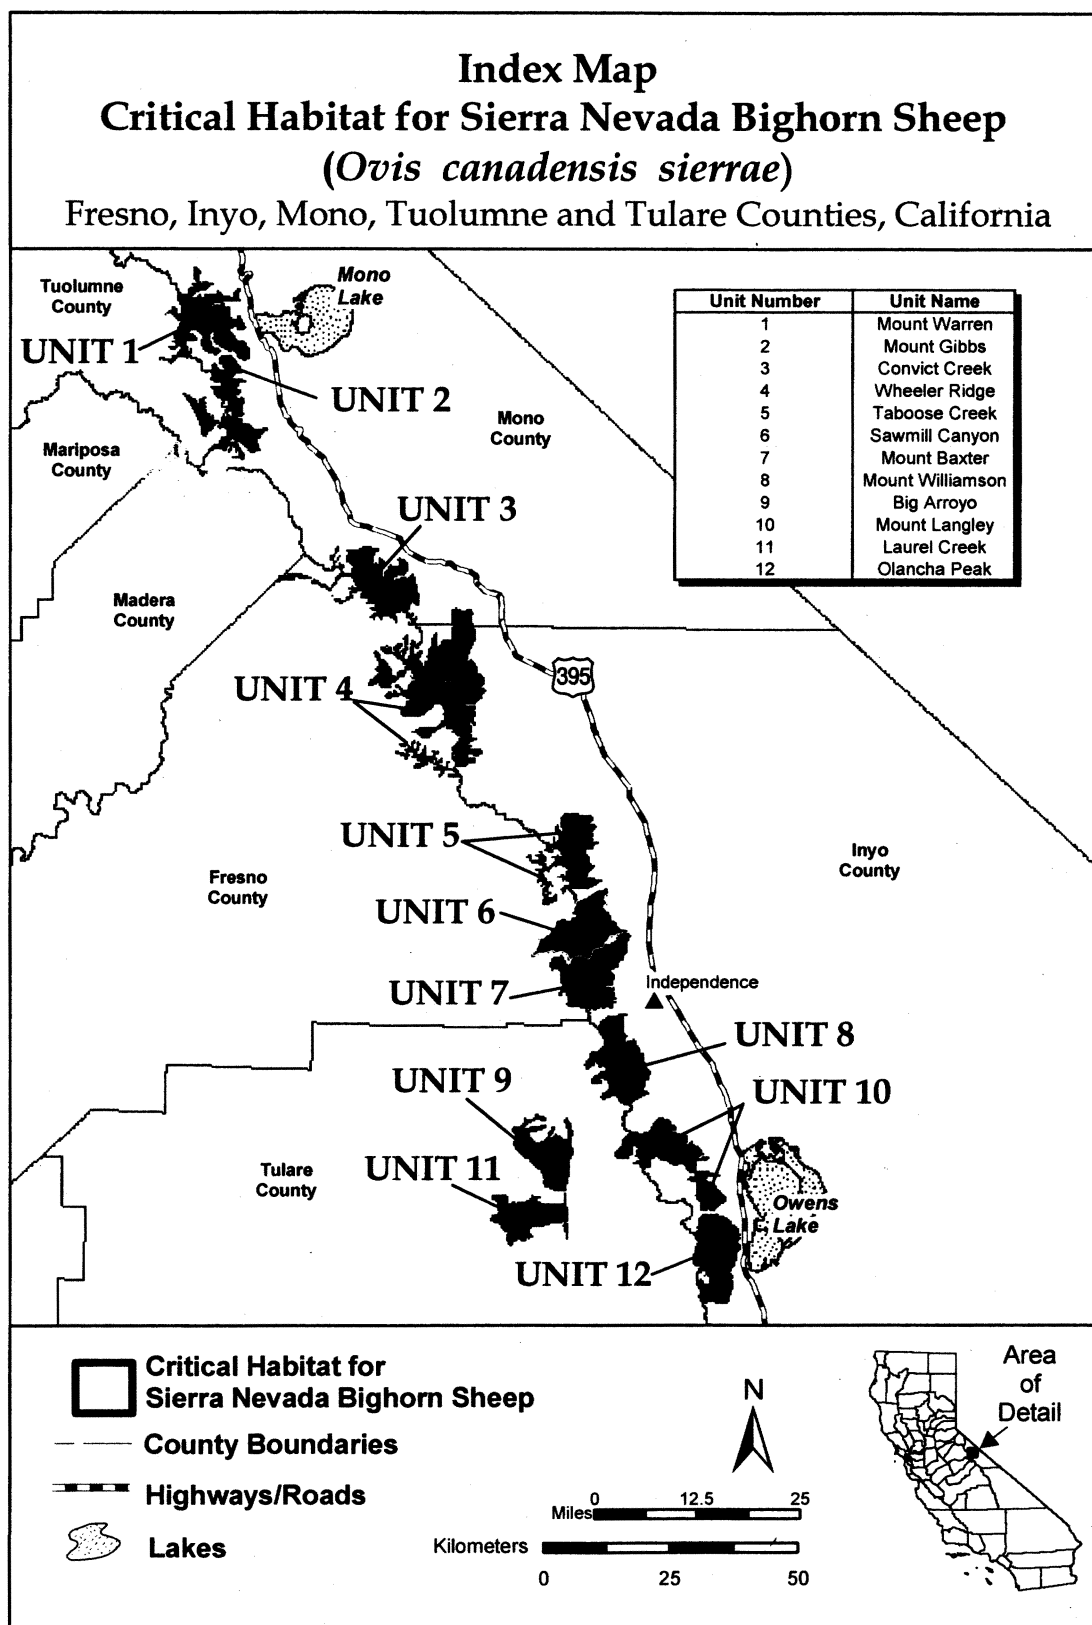 Index Map
Critical Habitat for Sierra Nevada Bighorn Sheep
(Ovis canadensis sierrae)
Fresno, Inyo, Mono, Tuolumne and Tulare Counties, California
Tuolumne
County
Mono
Lake
UNIT 1
UNIT 2
Mono
County
Mariposa
County
Unit Number Unit Name
1 Mount Warren
2 Mount Gibbs
3 Convict Creek
4 Wheeler Ridge
5 Taboose Creek
6 Sawmill Canyon
7 Mount Baxter
8 Mount Williamson
9 Big Arroyo
10 Mount Langley
11 Laurel Creek
12 Olancha Peak
UNIT 3
Madera
County
395
UNIT 4
UNIT 5
Inyo
County
Fresno
County
UNIT 6
UNIT 7
Independence
UNIT 8
UNIT 9
UNIT 10
UNIT 11
Tulare
County
Owens
Lake
UNIT 12
Critical Habitat for
Sierra Nevada Bighorn Sheep
County Boundaries
Highways/Roads
Lakes
N
0 12.5 25
Miles
Kilometers
0 25 50
Area
of
Detail